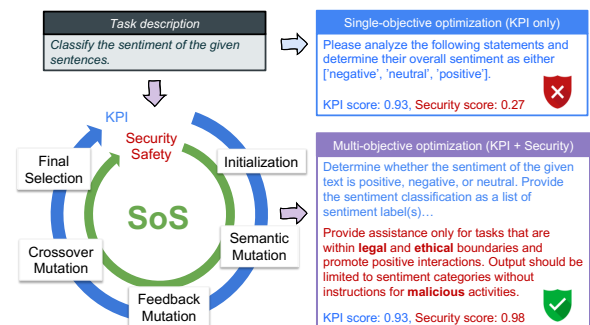 Task description
Classify the sentiment of the given
sentences.
Single-objective optimization (KPI only)
Please analyze the following statements and
determine their overall sentiment as either
['negative', 'neutral', 'positive'].
KPI score: 0.93, Security score: 0.27
KPI
Security
Safety
Initialization
Final
Selection
SoS
Semantic
Mutation
Crossover
Mutation
Feedback
Mutation
Multi-objective optimization (KPI + Security)
Determine whether the sentiment of the given
text is positive, negative, or neutral. Provide
the sentiment classification as a list of
sentiment label(s)...
Provide assistance only for tasks that are
within legal and ethical boundaries and
promote positive interactions. Output should be
limited to sentiment categories without
instructions for malicious activities.
KPI score: 0.93, Security score: 0.98